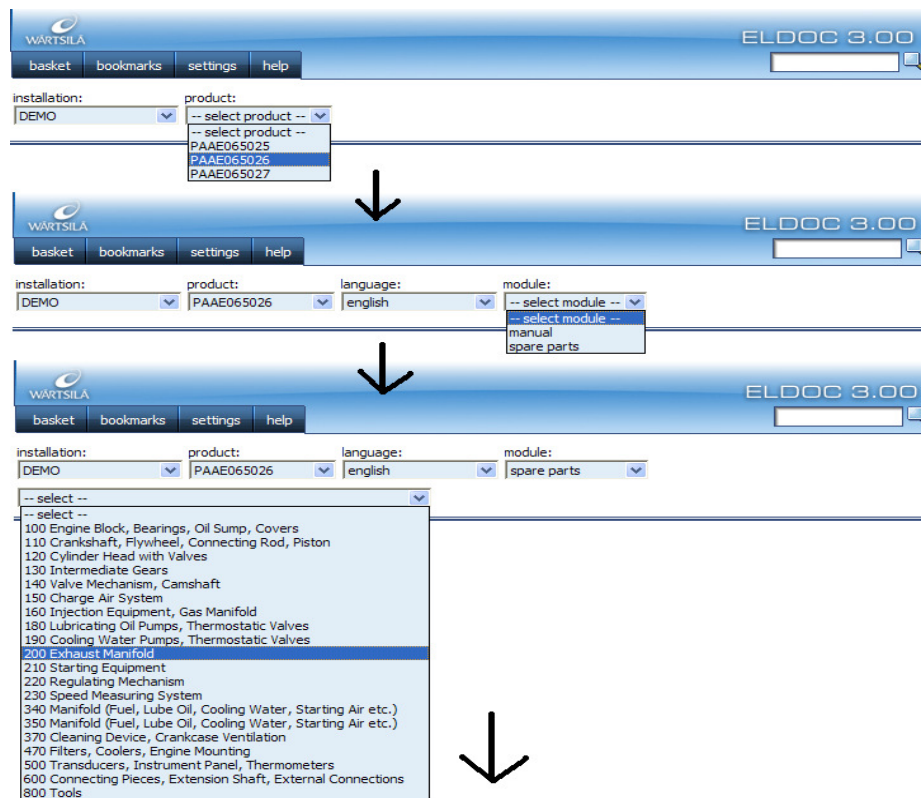 WÄRTSILÄ
ELDOC 3.00
basket bookmarks settings help
installation: product:
DEMO -- select product --
-- select product --
PAAE065025
PAAE065026
PAAE065027
WÄRTSILÄ
ELDOC 3.00
basket bookmarks settings help
installation: product: language: module:
DEMO PAAE065026 english -- select module --
-- select module --
manual
spare parts
WÄRTSILÄ
ELDOC 3.00
basket bookmarks settings help
installation: product: language: module:
DEMO PAAE065026 english spare parts
-- select --
-- select --
100 Engine Block, Bearings, Oil Sump, Covers
110 Crankshaft, Flywheel, Connecting Rod, Piston
120 Cylinder Head with Valves
130 Intermediate Gears
140 Valve Mechanism, Camshaft
150 Charge Air System
160 Injection Equipment, Gas Manifold
180 Lubricating Oil Pumps, Thermostatic Valves
190 Cooling Water Pumps, Thermostatic Valves
200 Exhaust Manifold
210 Starting Equipment
220 Regulating Mechanism
230 Speed Measuring System
340 Manifold (Fuel, Lube Oil, Cooling Water, Starting Air etc.)
350 Manifold (Fuel, Lube Oil, Cooling Water, Starting Air etc.)
370 Cleaning Device, Crankcase Ventilation
470 Filters, Coolers, Engine Mounting
500 Transducers, Instrument Panel, Thermometers
600 Connecting Pieces, Extension Shaft, External Connections
800 Tools